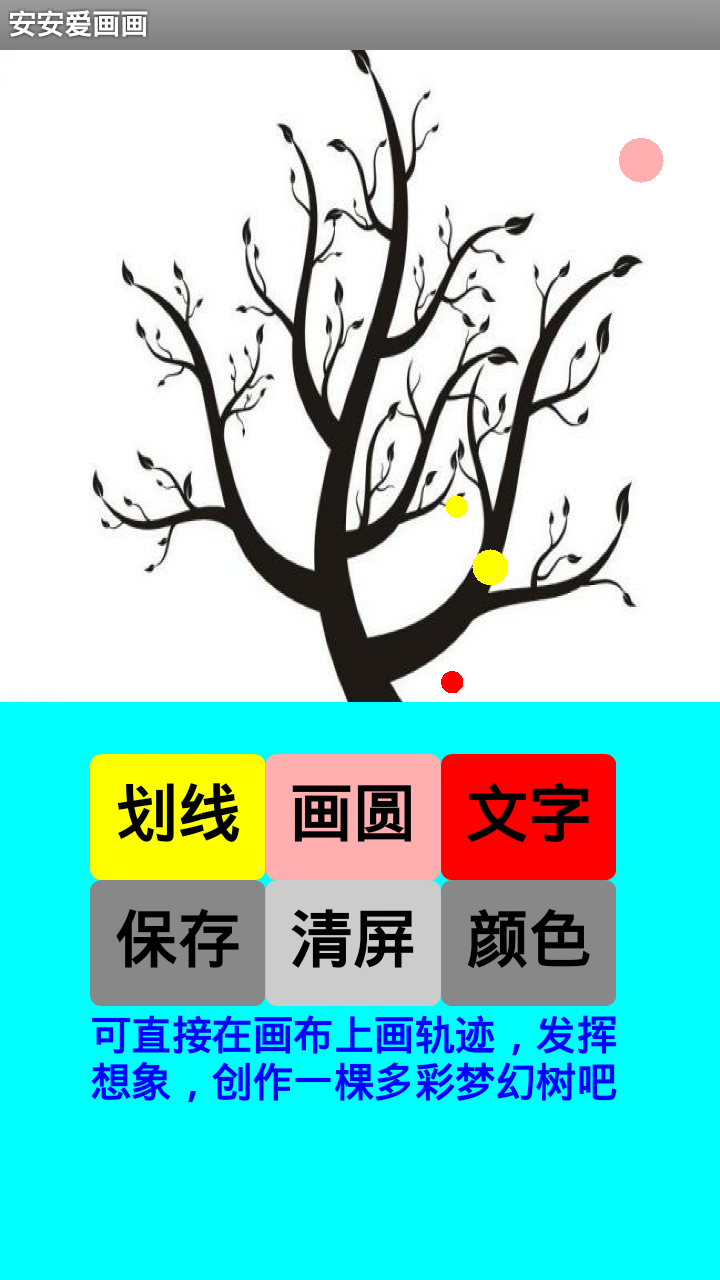 安安爱画画
划线
画圆
文字
保存
清屏
颜色
可直接在画布上画轨迹，发挥
想象，创作一棵多彩梦幻树吧